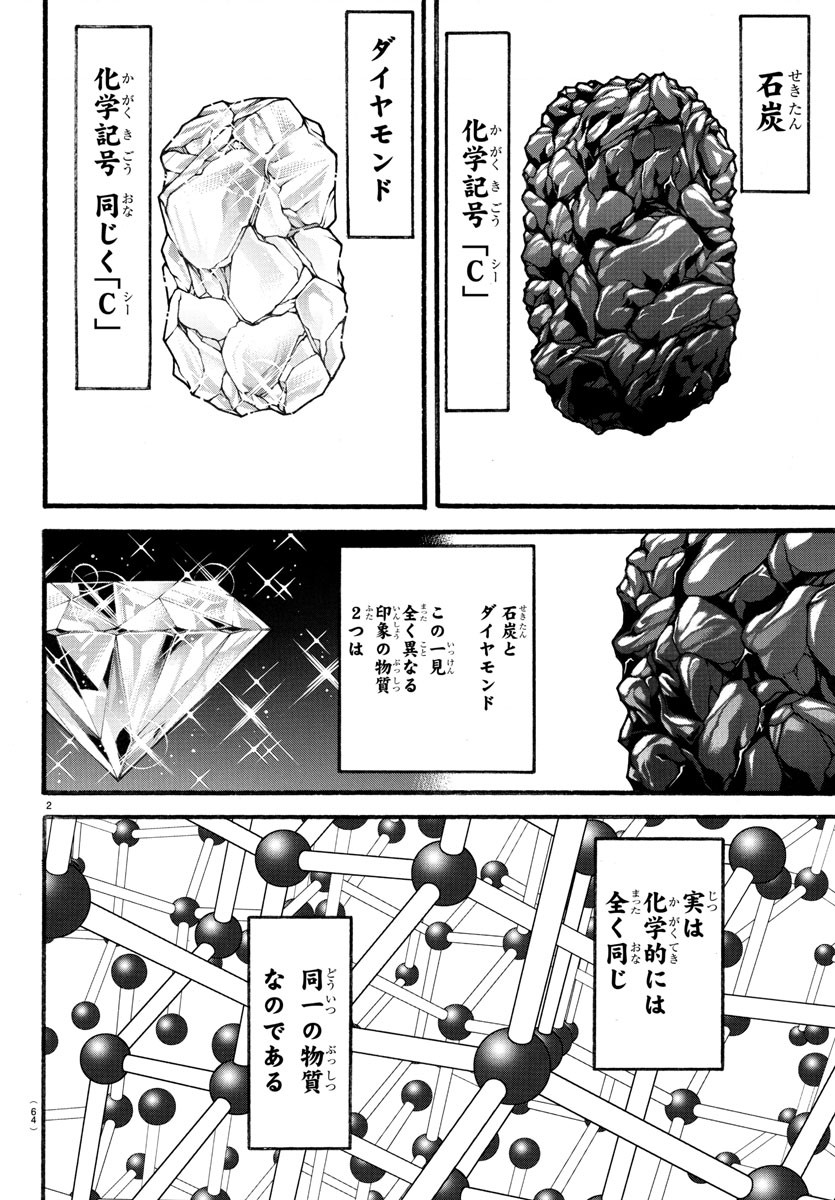 石炭
化学記号「C」
ダイヤモンド
化学記号 同じく「C」
石炭と
ダイヤモンド
この一見
全く異なる
印象の物質
2つは
2
実は
化学的には
全く同じ
同一の物質
なのである
(64)